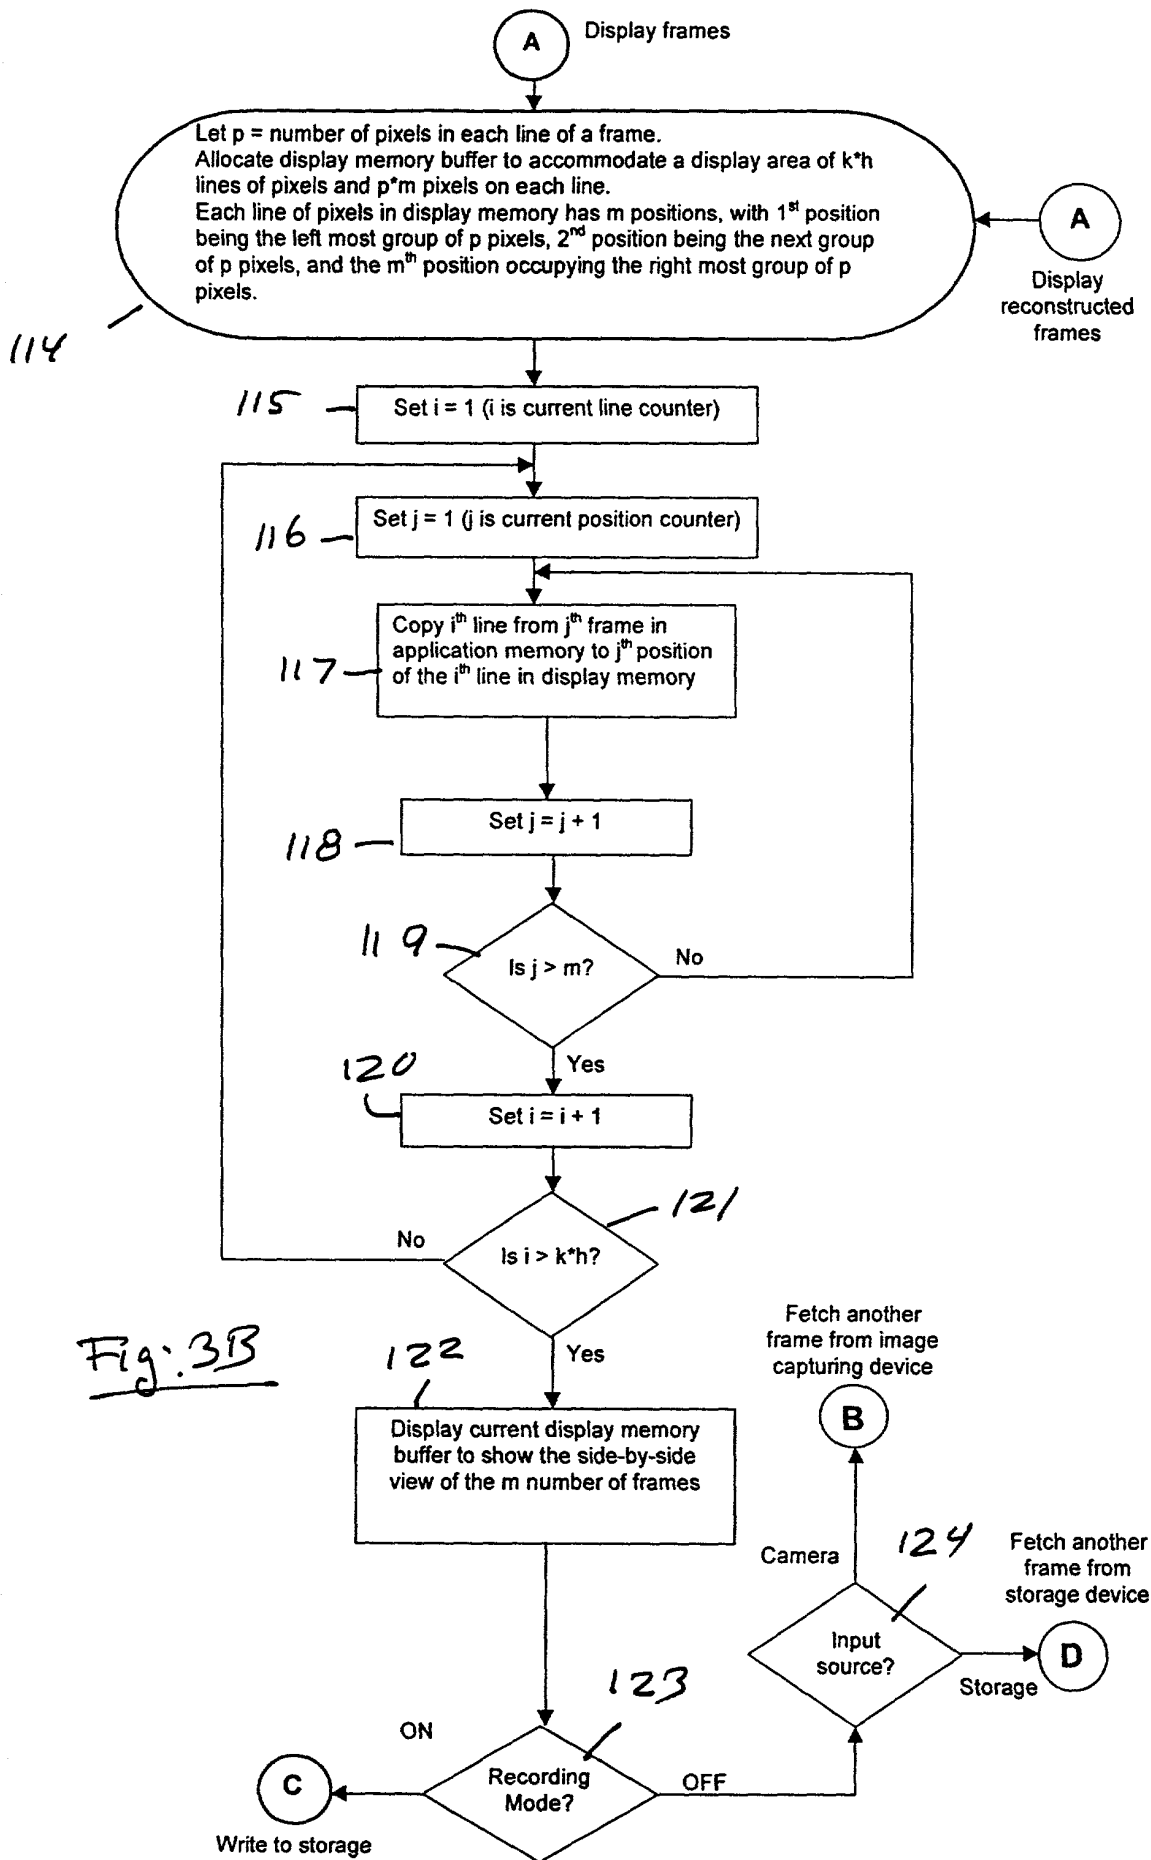 A
Display frames
Let p = number of pixels in each line of a frame.
Allocate display memory buffer to accommodate a display area of k*h
lines of pixels and p*m pixels on each line.
Each line of pixels in display memory has m positions, with 1st position
being the left most group of p pixels, 2nd position being the next group
of p pixels, and the mth position occupying the right most group of p
pixels.
A
Display
reconstructed
frames
114
115
Set i = 1 (i is current line counter)
116
Set j = 1 (j is current position counter)
117
Copy ith line from jth frame in
application memory to jth position
of the ith line in display memory
118
Set j = j + 1
119
Is j > m?
No
Yes
120
Set i = i + 1
121
Is i > k*h?
No
Yes
Fig: 3B
122
Display current display memory
buffer to show the side-by-side
view of the m number of frames
Fetch another
frame from image
capturing device
B
Camera
124
Fetch another
frame from
storage device
Input
source?
D
Storage
123
ON
Recording
Mode?
OFF
C
Write to storage